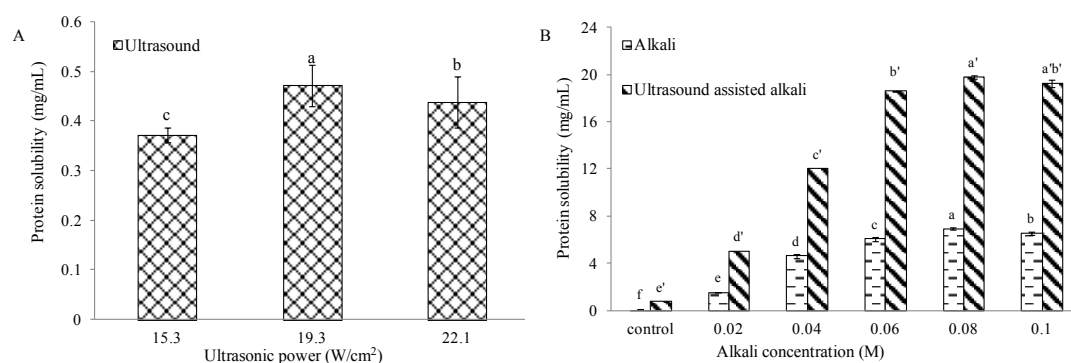 A
Ultrasound
Protein solubility (mg/mL)
0.6
0.5
0.4
0.3
0.2
0.1
0
c
a
b
15.3 19.3 22.1
Ultrasonic power (W/cm²)
B
Alkali
Ultrasound assisted alkali
Protein solubility (mg/mL)
24
20
16
12
8
4
0
f e' e d' d c' c b' a a' b a'b'
control 0.02 0.04 0.06 0.08 0.1
Alkali concentration (M)